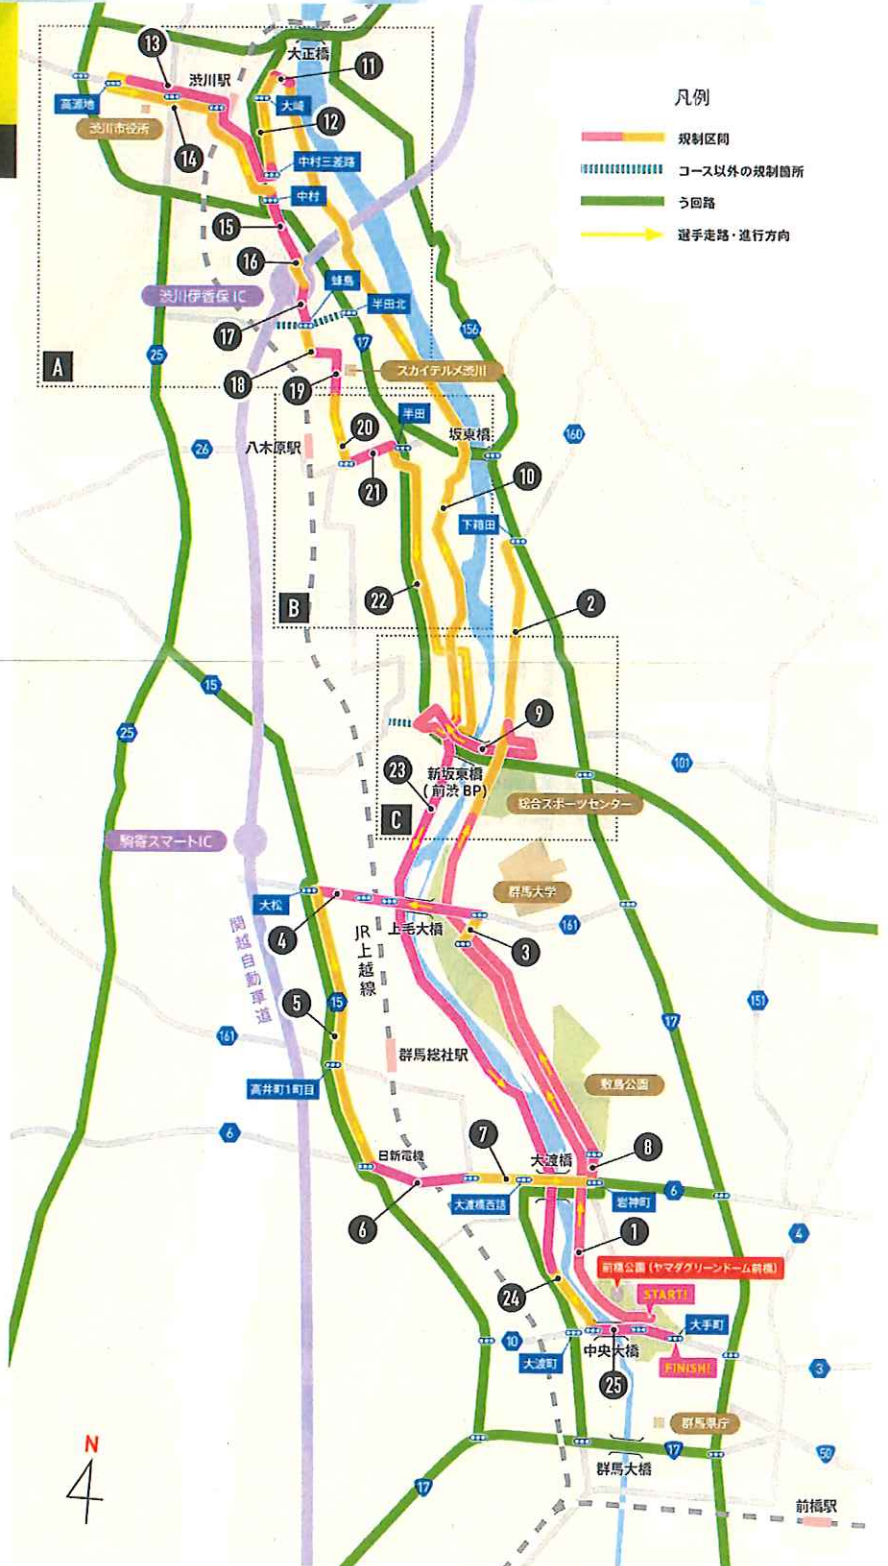 凡例
規制区間
コース以外の規制箇所
う回路
選手走路・進行方向
13
渋川駅
大正橋
11
高源地
渋川市役所
14
大崎
12
中村三差路
中村
15
16
渋川伊香保 IC
蜂島
半田北
17
17
156
25
A
18
19
スカイテルメ渋川
半田
20
坂東橋
160
26
八木原駅
21
10
下箱田
B
22
2
15
25
9
101
23
新坂東橋
(前渋 BP)
C
総合スポーツセンター
駒寄スマートIC
群馬大学
大松
4
上毛大橋
161
3
関越自動車道
JR上越線
5
15
151
17
161
群馬総社駅
高井町1町目
敷島公園
6
7
8
日新電機
大渡橋
大渡橋西詰
岩神町
6
6
1
4
前橋公園 (ヤマダグリーンドーム前橋)
24
START!
大手町
10
大渡町
中央大橋
FINISH!
3
25
群馬県庁
N
17
群馬大橋
17
50
前橋駅